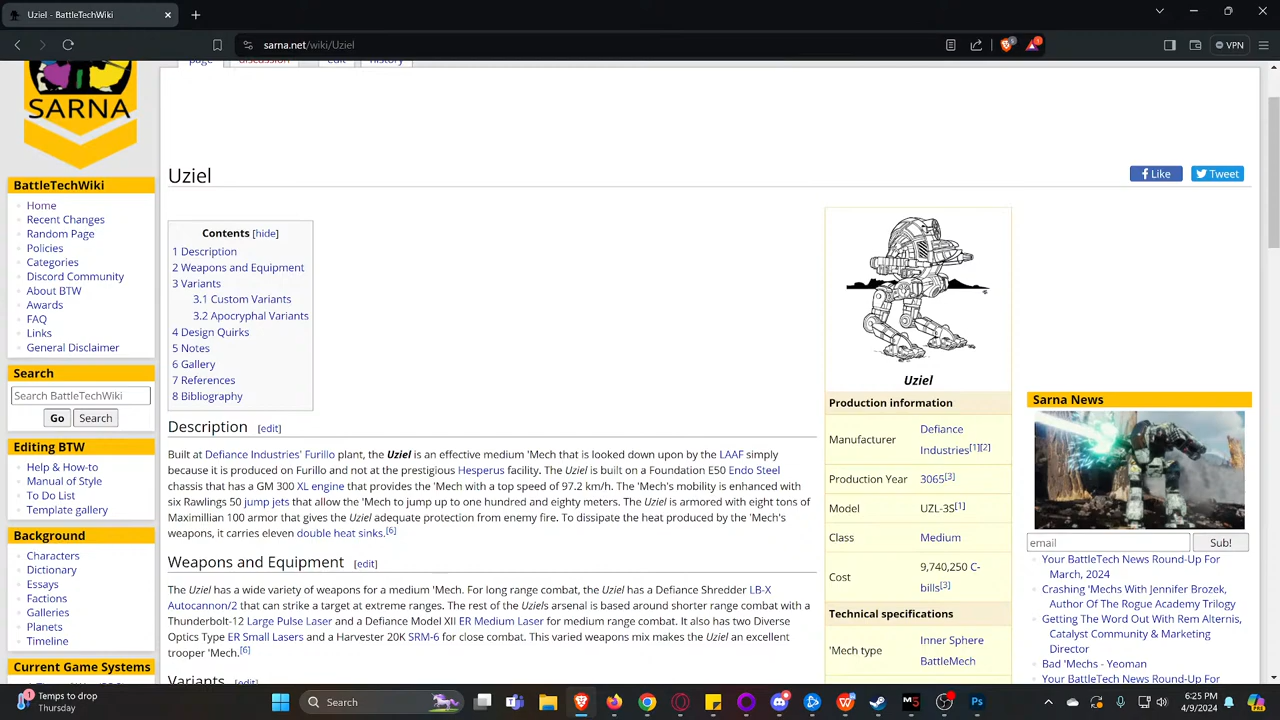 Uziel - BattleTechWiki
sarna.net/wiki/Uziel
VPN
page discussion edit history
SARNA
BattleTechWiki
Home
Recent Changes
Random Page
Policies
Categories
Discord Community
About BTW
Awards
FAQ
Links
General Disclaimer
Search
Search BattleTechWiki
Go Search
Editing BTW
Help & How-to
Manual of Style
To Do List
Template gallery
Background
Characters
Dictionary
Essays
Factions
Galleries
Planets
Timeline
Current Game Systems
Uziel
Like Tweet
Contents [hide]
1 Description
2 Weapons and Equipment
3 Variants
3.1 Custom Variants
3.2 Apocryphal Variants
4 Design Quirks
5 Notes
6 Gallery
7 References
8 Bibliography
Description [edit]
Built at Defiance Industries' Furillo plant, the Uziel is an effective medium 'Mech that is looked down upon by the LAAF simply
because it is produced on Furillo and not at the prestigious Hesperus facility. The Uziel is built on a Foundation E50 Endo Steel
chassis that has a GM 300 XL engine that provides the 'Mech with a top speed of 97.2 km/h. The 'Mech's mobility is enhanced with
six Rawlings 50 jump jets that allow the 'Mech to jump up to one hundred and eighty meters. The Uziel is armored with eight tons of
Maximillian 100 armor that gives the Uziel adequate protection from enemy fire. To dissipate the heat produced by the 'Mech's
weapons, it carries eleven double heat sinks.[6]
Weapons and Equipment [edit]
The Uziel has a wide variety of weapons for a medium 'Mech. For long range combat, the Uziel has a Defiance Shredder LB-X
Autocannon/2 that can strike a target at extreme ranges. The rest of the Uziels arsenal is based around shorter range combat with a
Thunderbolt-12 Large Pulse Laser and a Defiance Model XII ER Medium Laser for medium range combat. It also has two Diverse
Optics Type ER Small Lasers and a Harvester 20K SRM-6 for close combat. This varied weapons mix makes the Uziel an excellent
trooper 'Mech.[6]
Variants [edit]
Uziel
Production information
Manufacturer Defiance
Industries[1][2]
Production Year 3065[3]
Model UZL-3S[1]
Class Medium
Cost 9,740,250 C-
bills[3]
Technical specifications
'Mech type Inner Sphere
BattleMech
Sarna News
email Sub!
Your BattleTech News Round-Up For
March, 2024
Crashing 'Mechs With Jennifer Brozek,
Author Of The Rogue Academy Trilogy
Getting The Word Out With Rem Alternis,
Catalyst Community & Marketing
Director
Bad 'Mechs - Yeoman
Your BattleTech News Round-Up For
1
Temps to drop
Thursday
Search
6:25 PM
4/9/2024